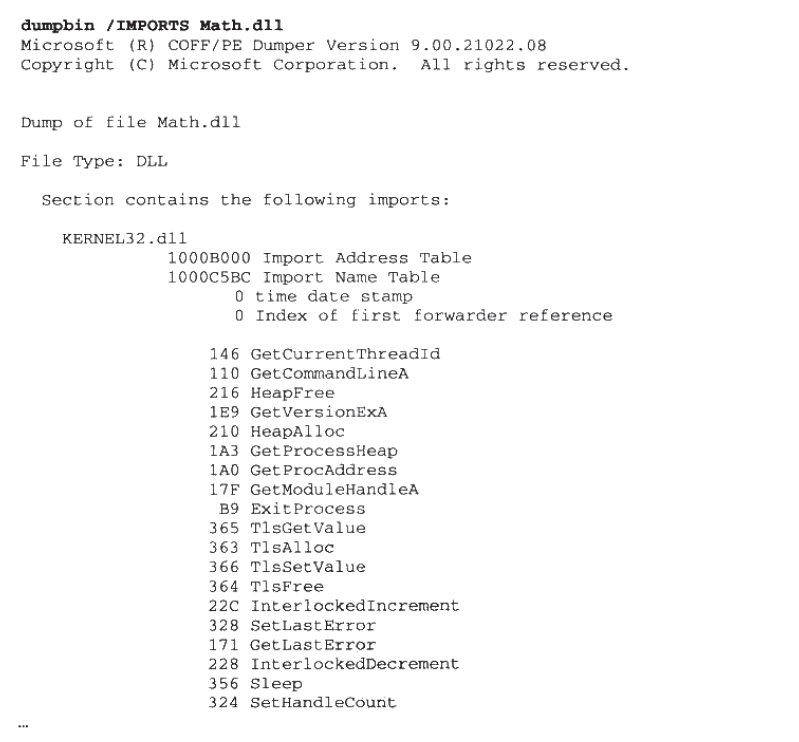 dumpbin /IMPORTS Math.dll
Microsoft (R) COFF/PE Dumper Version 9.00.21022.08
Copyright (C) Microsoft Corporation.  All rights reserved.
Dump of file Math.dll
File Type: DLL
Section contains the following imports:
KERNEL32.dll
1000B000 Import Address Table
1000C5BC Import Name Table
0 time date stamp
0 Index of first forwarder reference
146 GetCurrentThreadId
110 GetCommandLineA
216 HeapFree
1E9 GetVersionExA
210 HeapAlloc
1A3 GetProcessHeap
1A0 GetProcAddress
17F GetModuleHandleA
B9 ExitProcess
365 TlsGetValue
363 TlsAlloc
366 TlsSetValue
364 TlsFree
22C InterlockedIncrement
328 SetLastError
171 GetLastError
228 InterlockedDecrement
356 Sleep
324 SetHandleCount
…